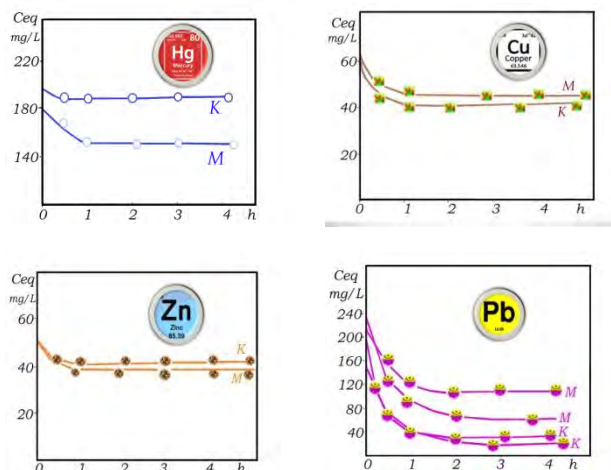 Ceq
mg/L
220
180
140
80
Hg
Mercury
K
M
0 1 2 3 4 h
Ceq
mg/L
60
40
20
Cu
Copper
63.546
M
K
0 1 2 3 4 h
Ceq
mg/L
60
40
20
Zn
Zinc
65.39
K
M
0 1 2 3 4 h
Ceq
mg/L
240
200
160
120
80
40
Pb
M
M
K
K
0 1 2 3 4 h